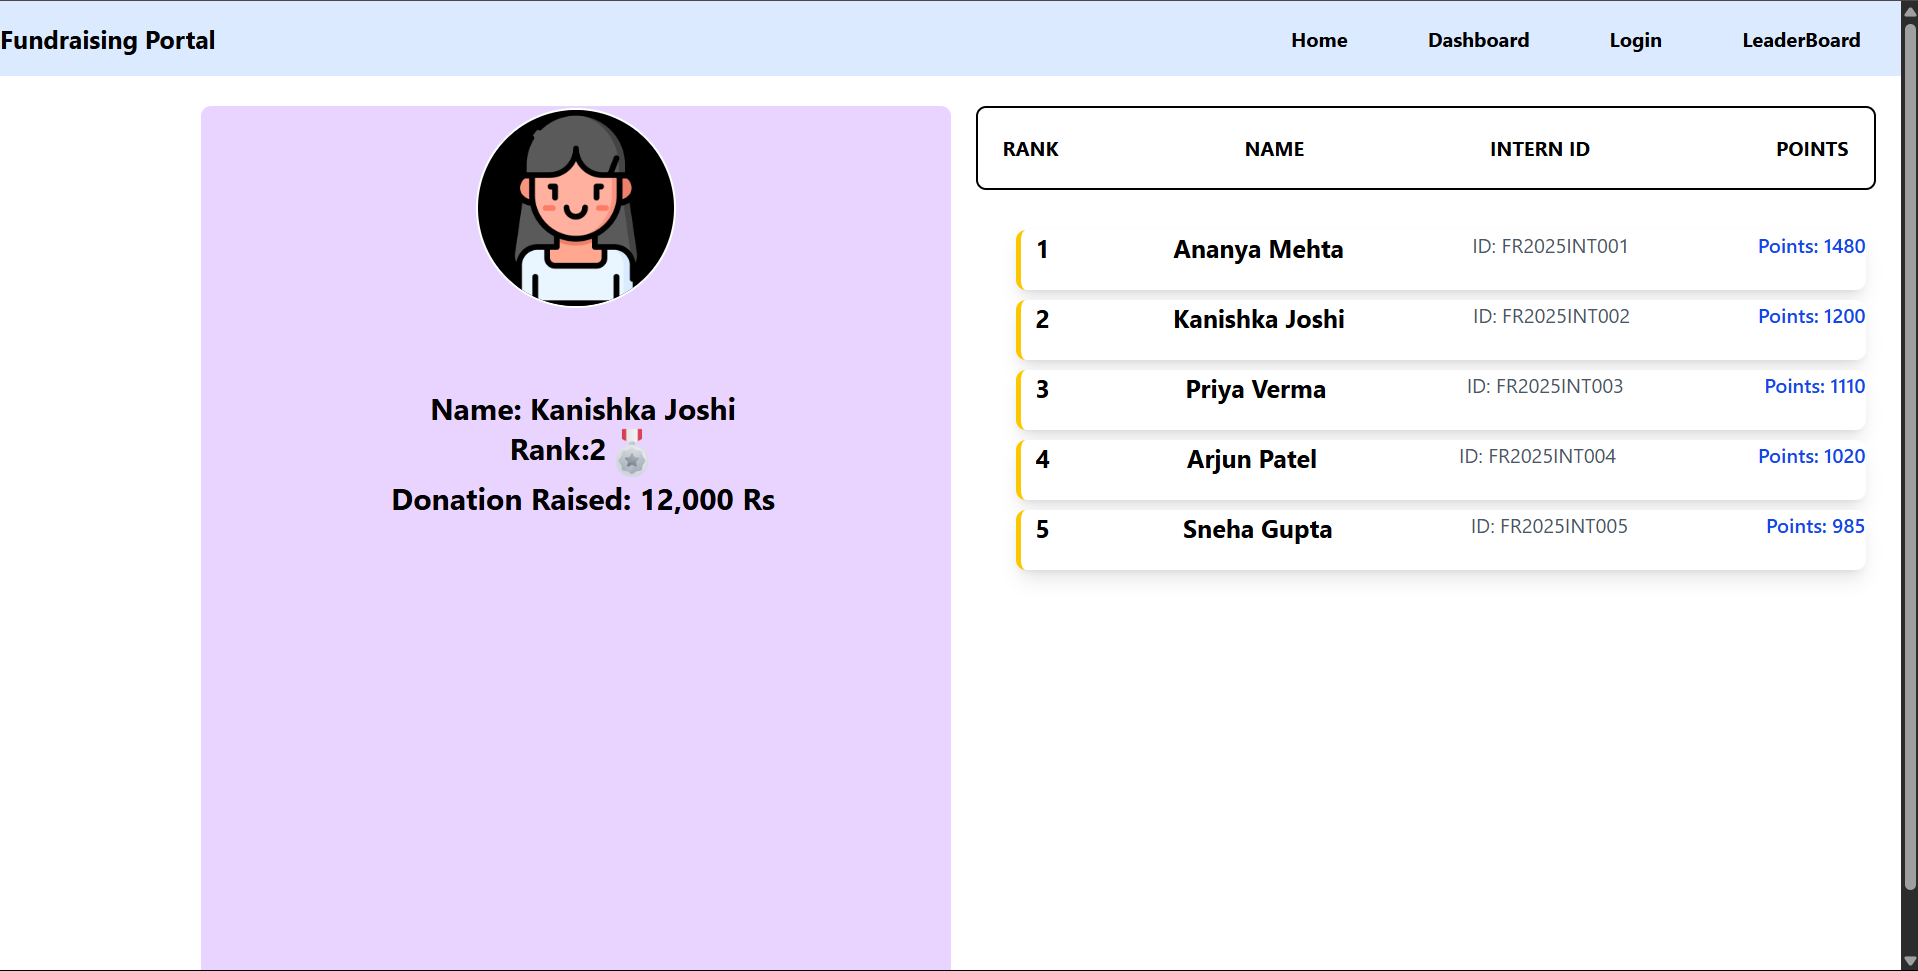 Fundraising Portal Home Dashboard Login LeaderBoard
Name: Kanishka Joshi
Rank:2
Donation Raised: 12,000 Rs
RANK NAME INTERN ID POINTS
1 Ananya Mehta ID: FR2025INT001 Points: 1480
2 Kanishka Joshi ID: FR2025INT002 Points: 1200
3 Priya Verma ID: FR2025INT003 Points: 1110
4 Arjun Patel ID: FR2025INT004 Points: 1020
5 Sneha Gupta ID: FR2025INT005 Points: 985